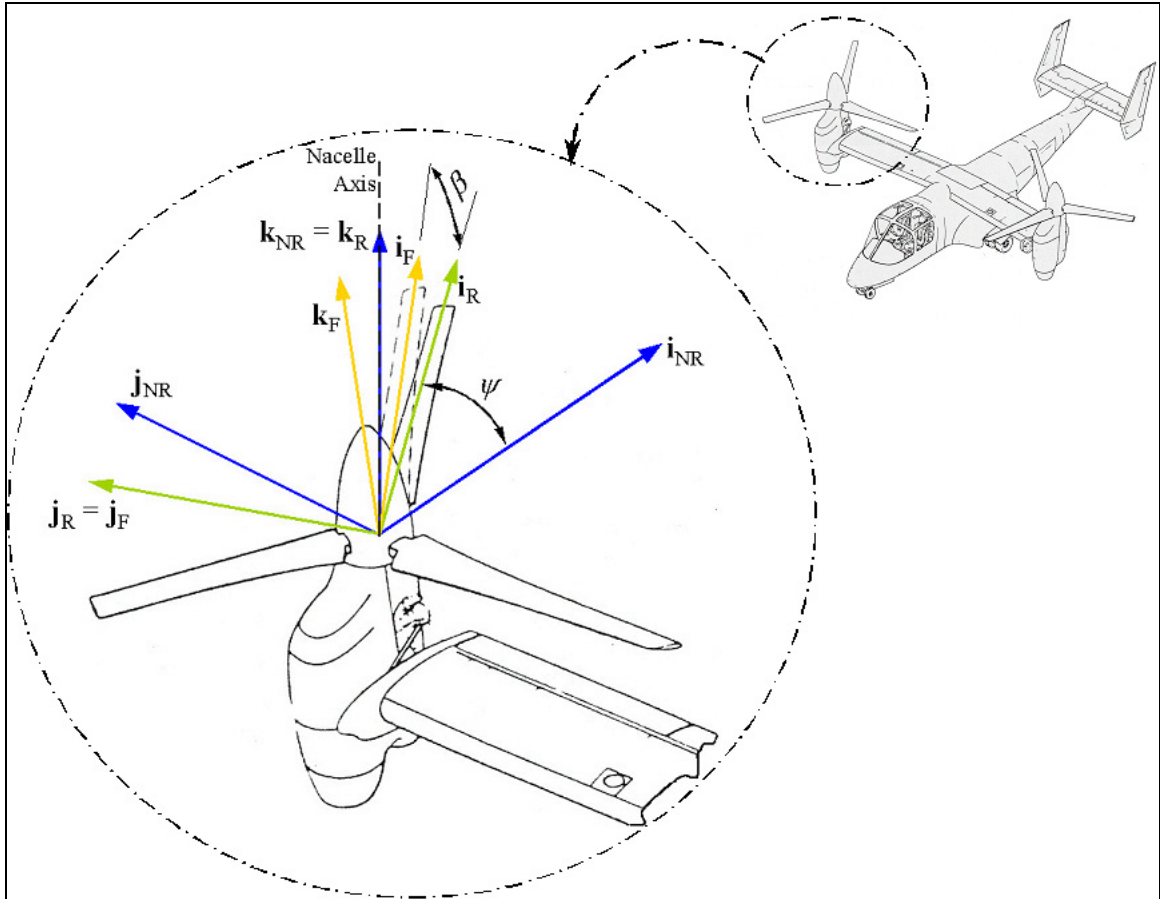 Nacelle
Axis
β
k_NR = k_R
i_F
i_R
k_F
i_NR
j_NR
ψ
j_R = j_F